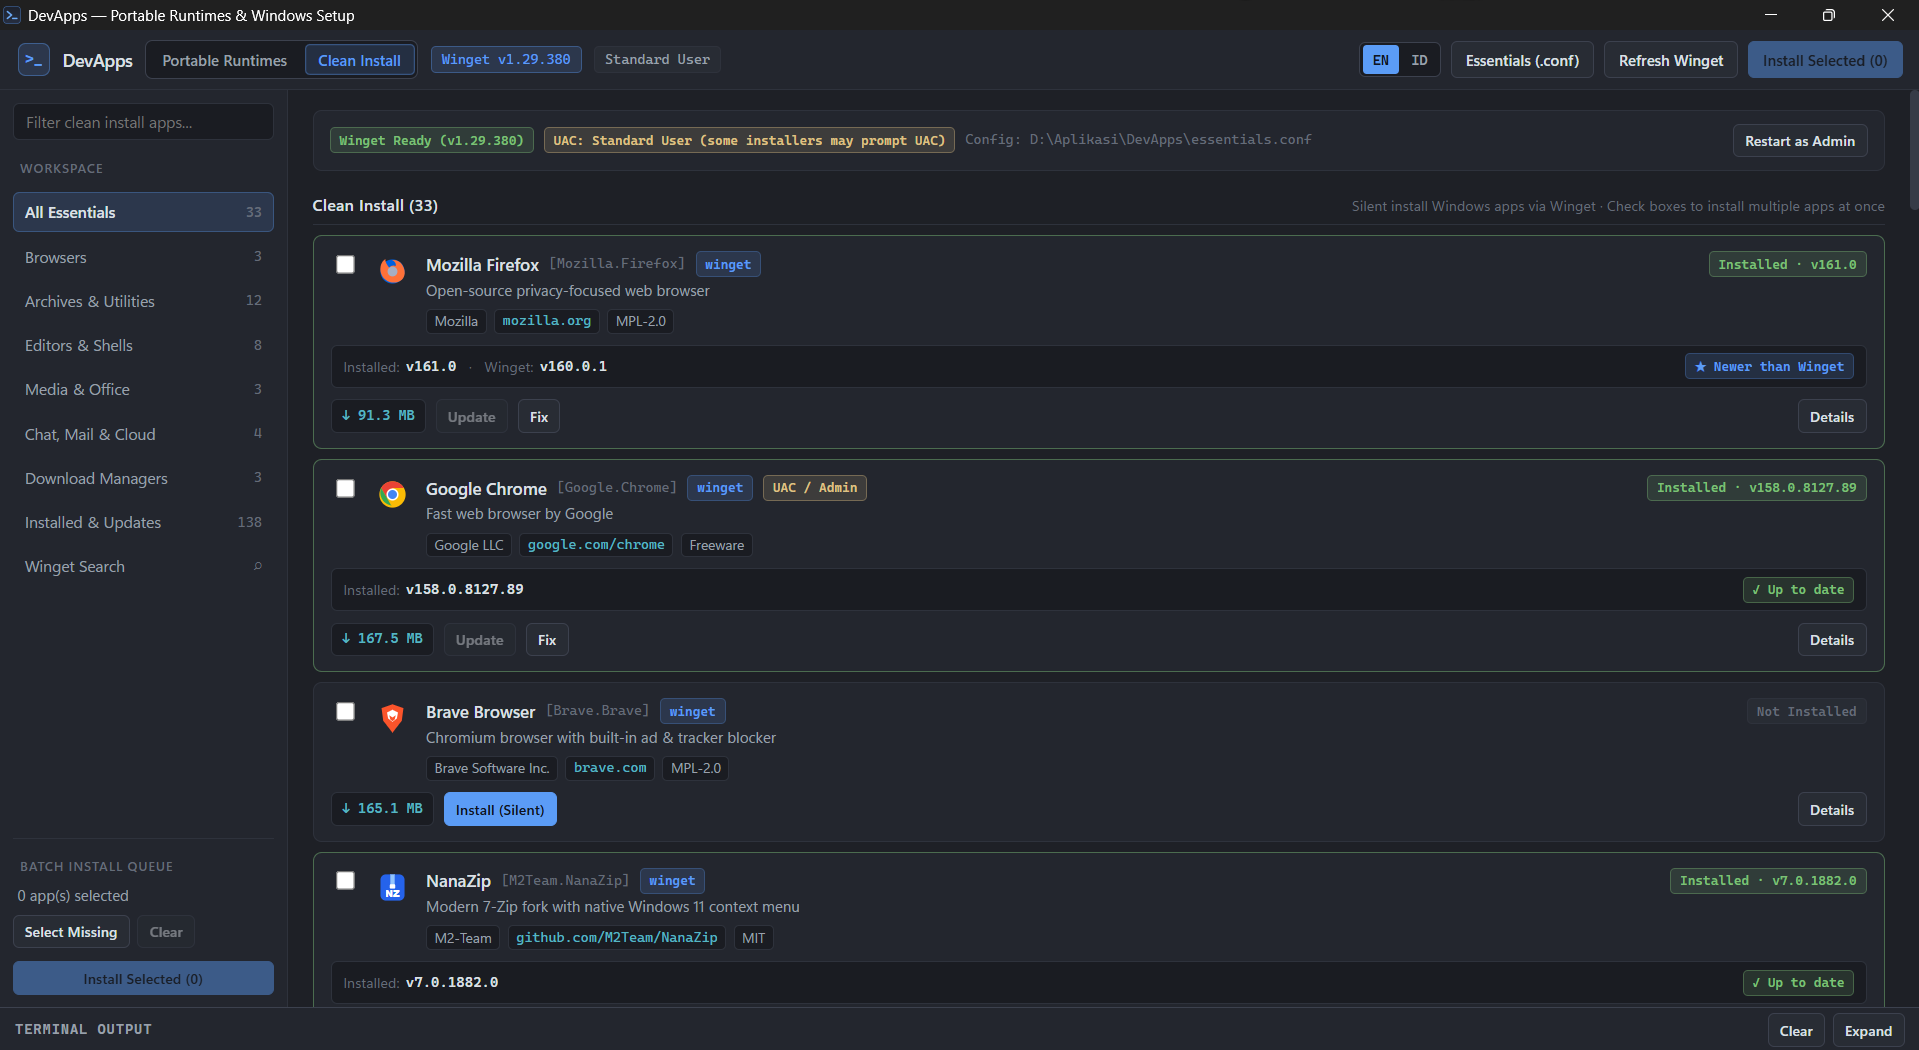 DevApps — Portable Runtimes & Windows Setup
>_ DevApps Portable Runtimes Clean Install Winget v1.29.380 Standard User EN ID Essentials (.conf) Refresh Winget Install Selected (0)
Filter clean install apps...
WORKSPACE
All Essentials 33
Browsers 3
Archives & Utilities 12
Editors & Shells 8
Media & Office 3
Chat, Mail & Cloud 4
Download Managers 3
Installed & Updates 138
Winget Search
BATCH INSTALL QUEUE
0 app(s) selected
Select Missing Clear
Install Selected (0)
Winget Ready (v1.29.380) UAC: Standard User (some installers may prompt UAC) Config: D:\Aplikasi\DevApps\essentials.conf Restart as Admin
Clean Install (33) Silent install Windows apps via Winget · Check boxes to install multiple apps at once
Mozilla Firefox [Mozilla.Firefox] winget Installed · v161.0
Open-source privacy-focused web browser
Mozilla mozilla.org MPL-2.0
Installed: v161.0 · Winget: v160.0.1 ★ Newer than Winget
↓ 91.3 MB Update Fix Details
Google Chrome [Google.Chrome] winget UAC / Admin Installed · v158.0.8127.89
Fast web browser by Google
Google LLC google.com/chrome Freeware
Installed: v158.0.8127.89 ✓ Up to date
↓ 167.5 MB Update Fix Details
Brave Browser [Brave.Brave] winget Not Installed
Chromium browser with built-in ad & tracker blocker
Brave Software Inc. brave.com MPL-2.0
↓ 165.1 MB Install (Silent) Details
NZ NanaZip [M2Team.NanaZip] winget Installed · v7.0.1882.0
Modern 7-Zip fork with native Windows 11 context menu
M2-Team github.com/M2Team/NanaZip MIT
Installed: v7.0.1882.0 ✓ Up to date
TERMINAL OUTPUT Clear Expand